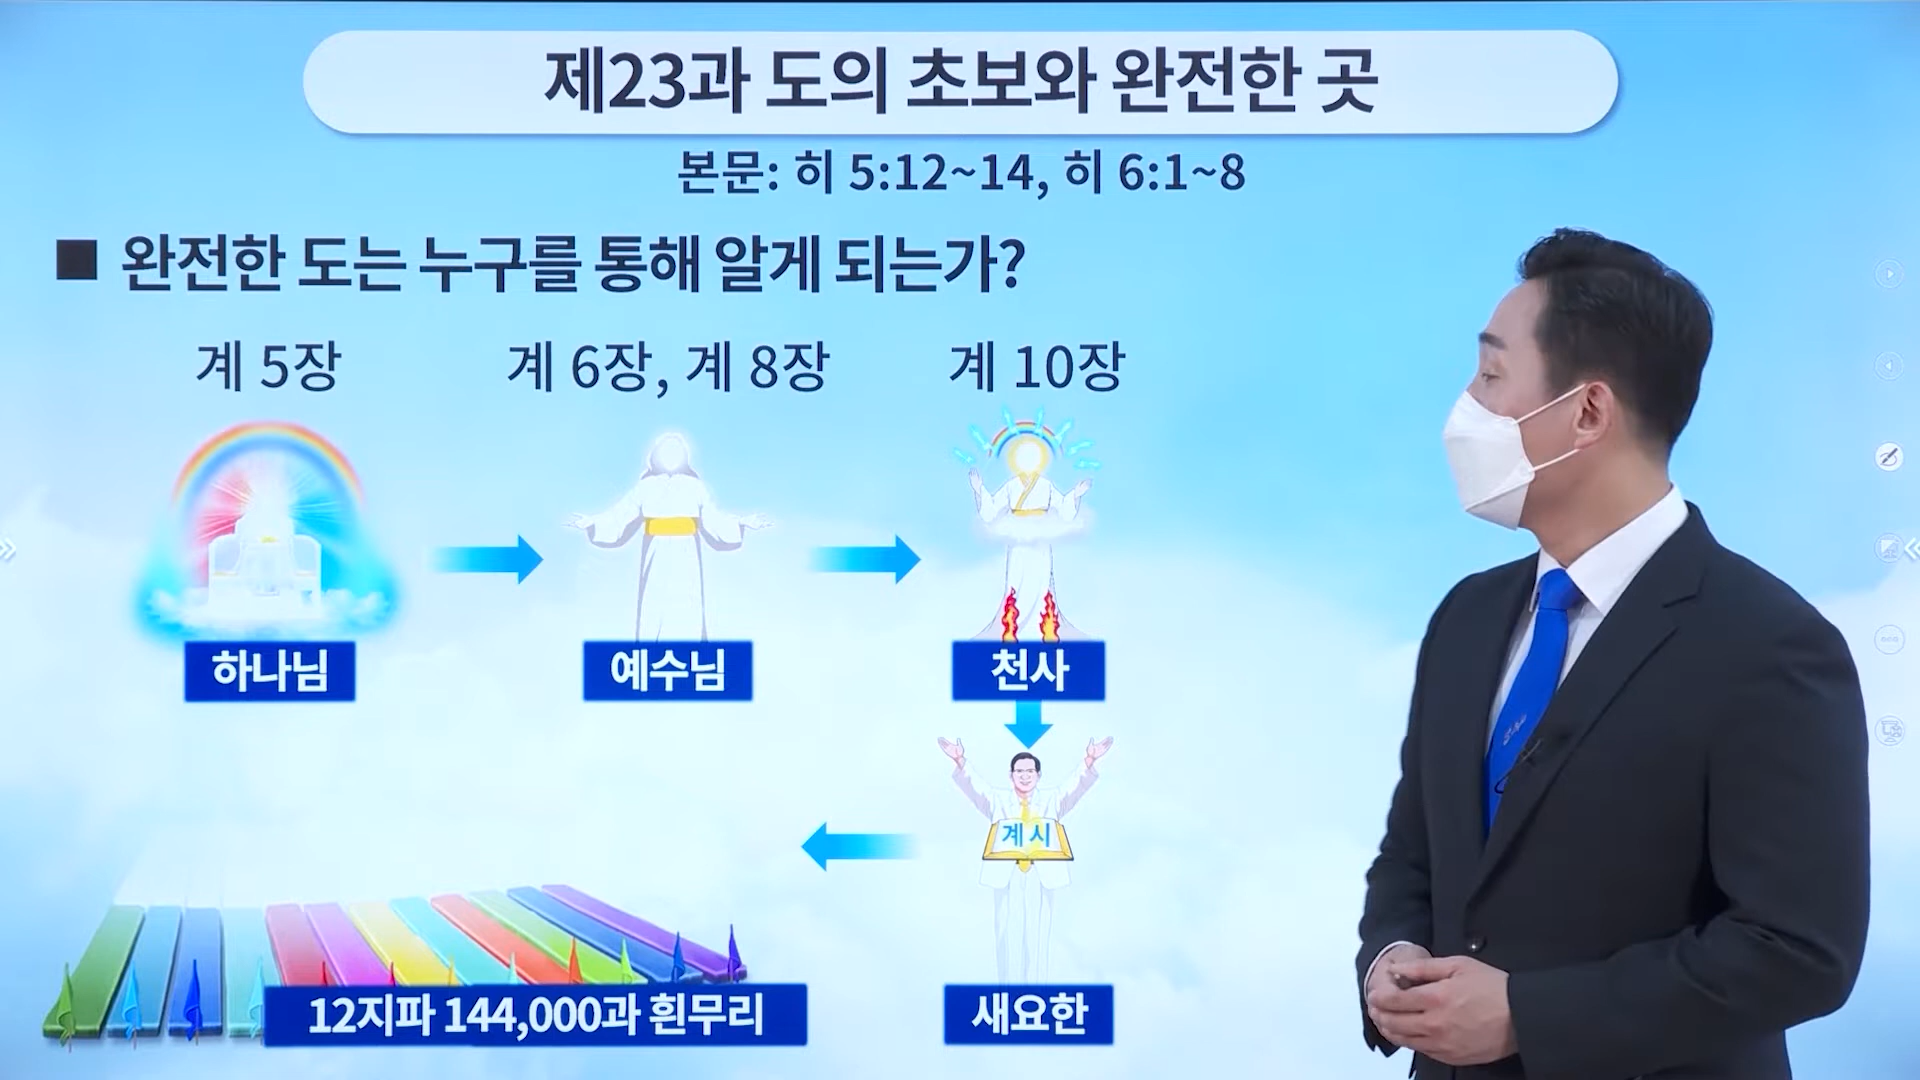 제23과 도의 초보와 완전한 곳
본문: 히 5:12~14, 히 6:1~8
■ 완전한 도는 누구를 통해 알게 되는가?
계 5장
계 6장, 계 8장
계 10장
하나님
예수님
천사
계시
12지파 144,000과 흰무리
새요한